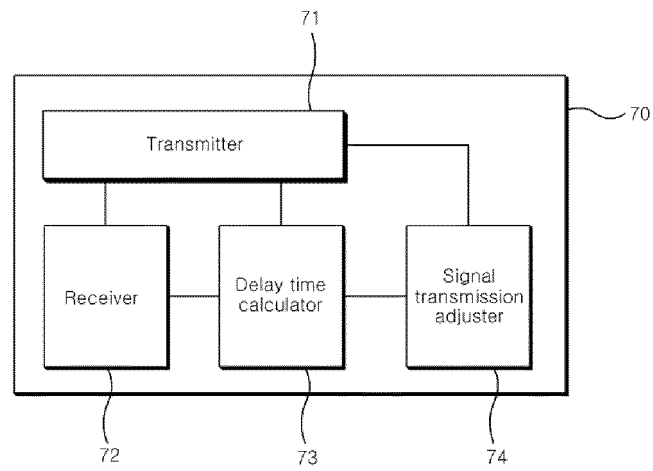 71
70
Transmitter
Receiver
Delay time
calculator
Signal
transmission
adjuster
72
73
74